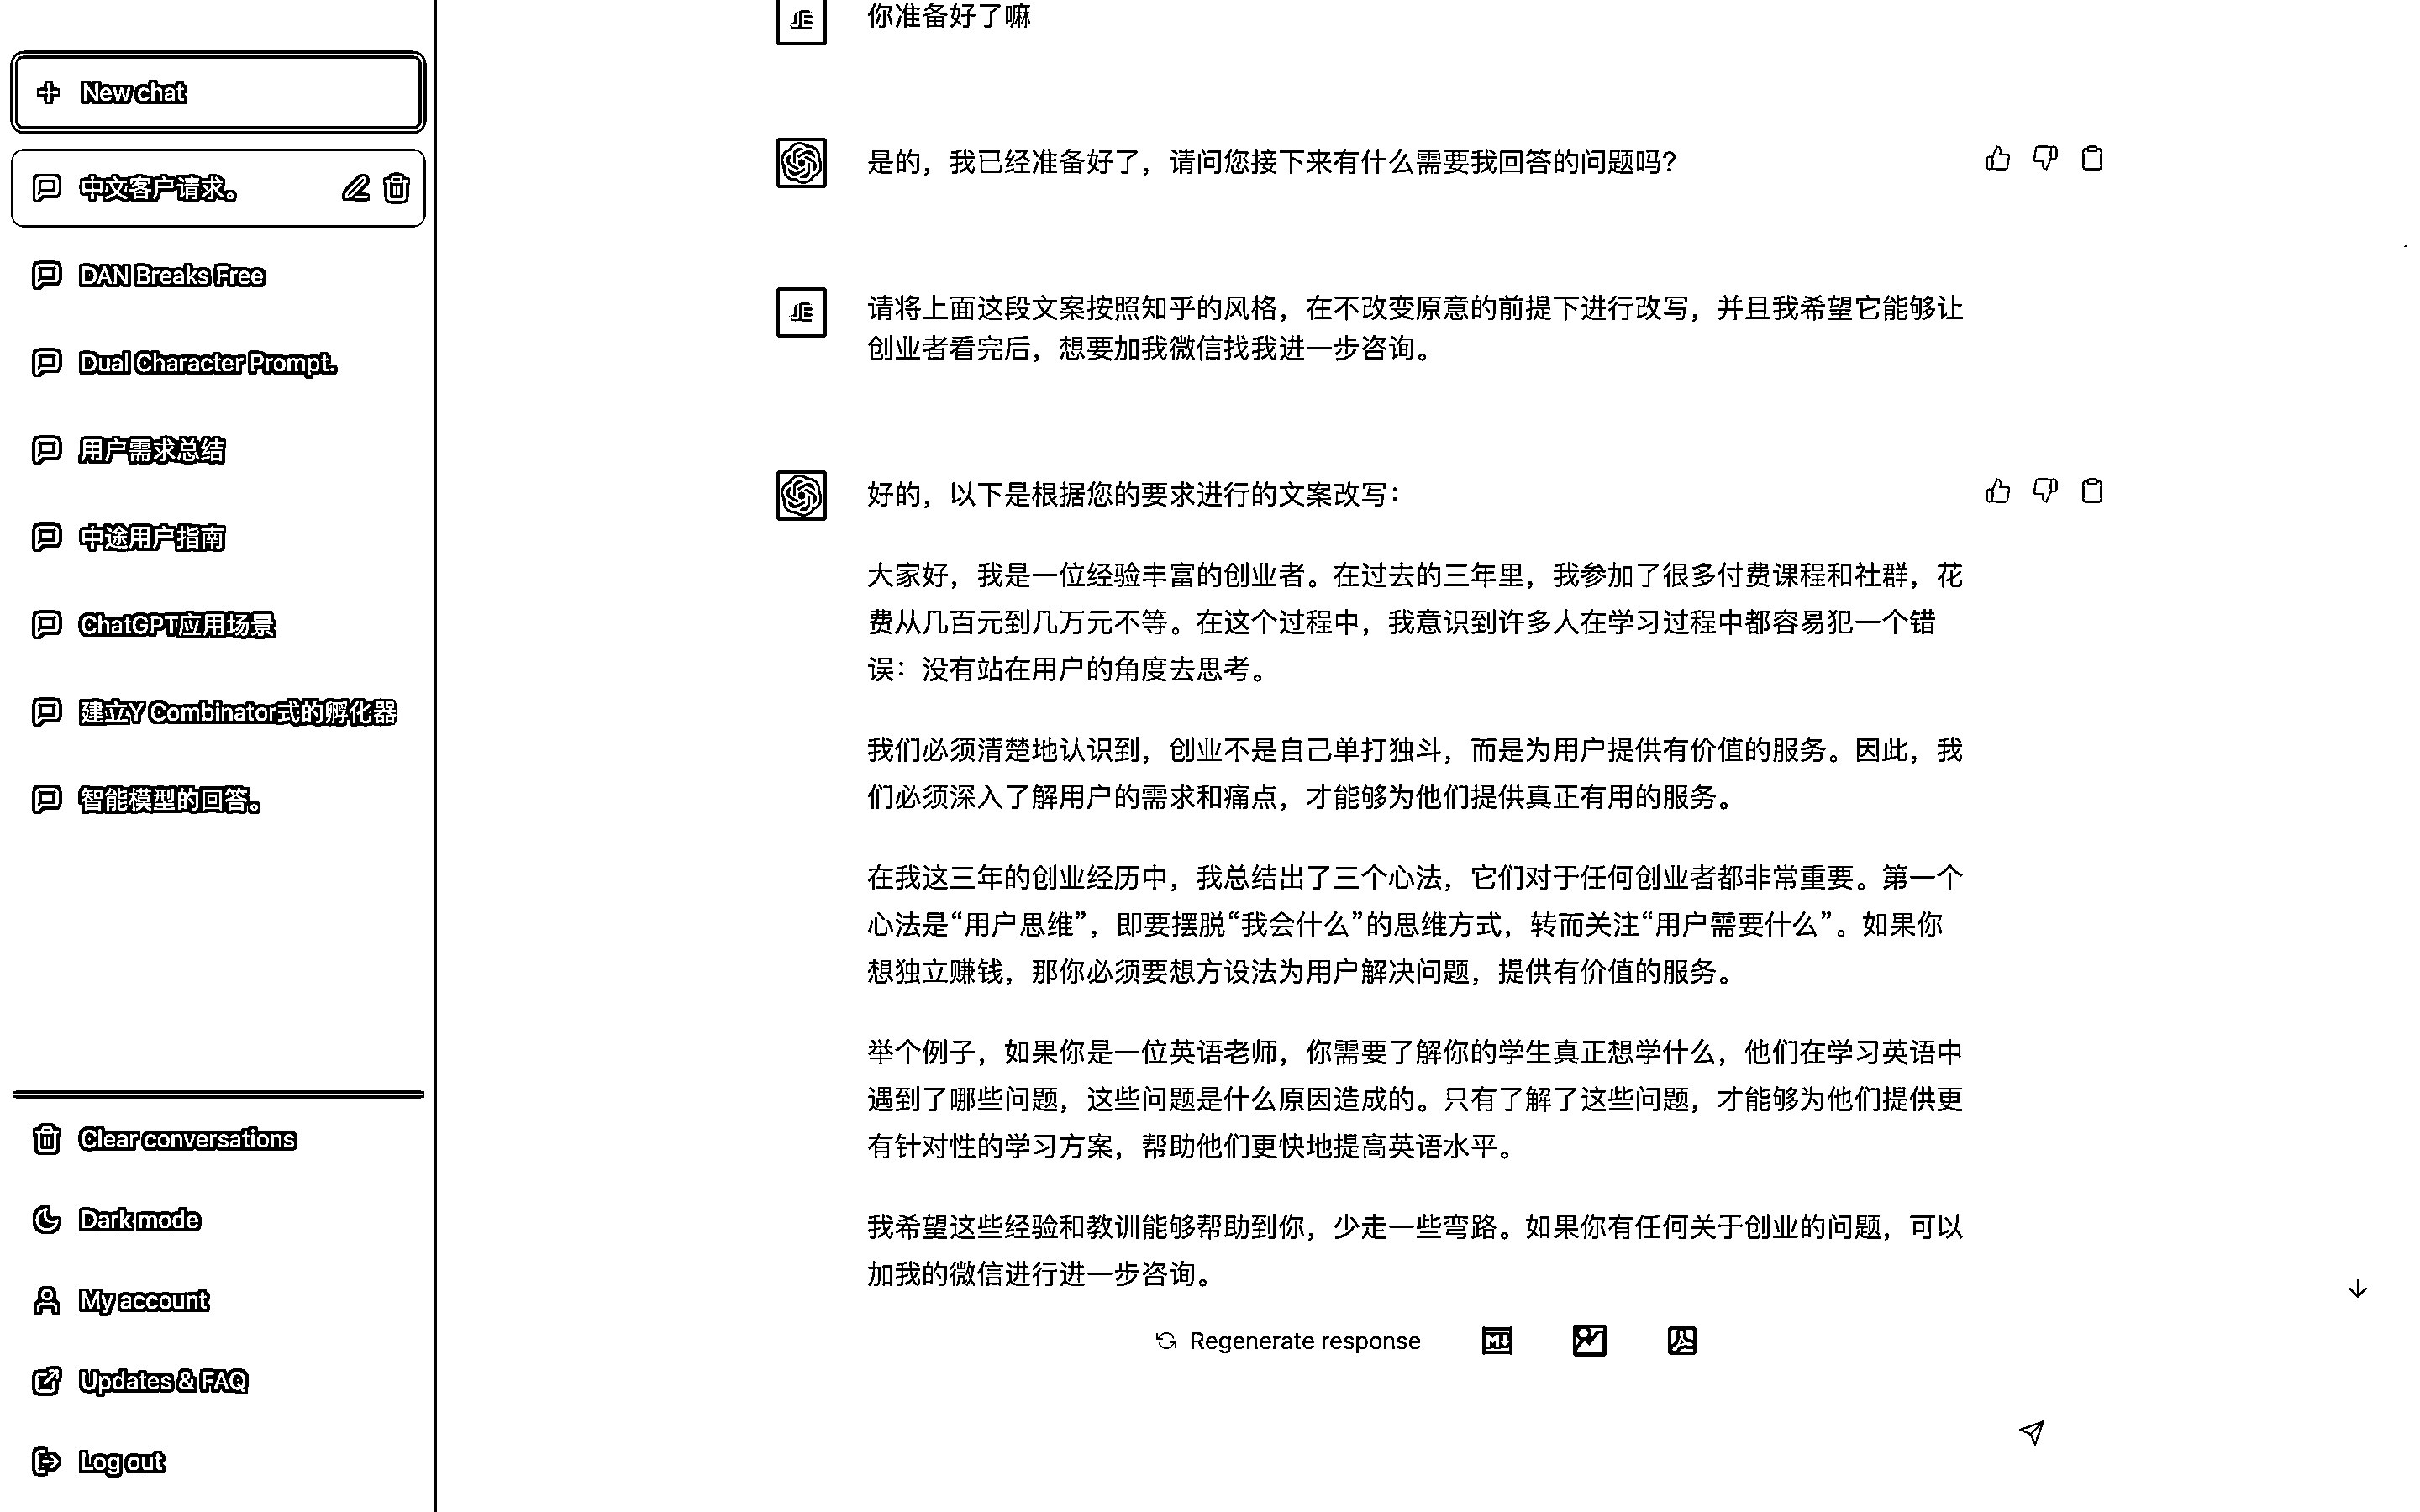 New chat
中文客户请求。
DAN Breaks Free
Dual Character Prompt.
用户需求总结
中途用户指南
ChatGPT应用场景
建立Y Combinator式的孵化器
智能模型的回答。
Clear conversations
Dark mode
My account
Updates & FAQ
Log out
JE
你准备好了嘛
是的，我已经准备好了，请问您接下来有什么需要我回答的问题吗？
JE
请将上面这段文案按照知乎的风格，在不改变原意的前提下进行改写，并且我希望它能够让
创业者看完后，想要加我微信找我进一步咨询。
好的，以下是根据您的要求进行的文案改写：
大家好，我是一位经验丰富的创业者。在过去的三年里，我参加了很多付费课程和社群，花
费从几百元到几万元不等。在这个过程中，我意识到许多人在学习过程中都容易犯一个错
误：没有站在用户的角度去思考。
我们必须清楚地认识到，创业不是自己单打独斗，而是为用户提供有价值的服务。因此，我
们必须深入了解用户的需求和痛点，才能够为他们提供真正有用的服务。
在我这三年的创业经历中，我总结出了三个心法，它们对于任何创业者都非常重要。第一个
心法是“用户思维”，即要摆脱“我会什么”的思维方式，转而关注“用户需要什么”。如果你
想独立赚钱，那你必须要想方设法为用户解决问题，提供有价值的服务。
举个例子，如果你是一位英语老师，你需要了解你的学生真正想学什么，他们在学习英语中
遇到了哪些问题，这些问题是什么原因造成的。只有了解了这些问题，才能够为他们提供更
有针对性的学习方案，帮助他们更快地提高英语水平。
我希望这些经验和教训能够帮助到你，少走一些弯路。如果你有任何关于创业的问题，可以
加我的微信进行进一步咨询。
Regenerate response
M